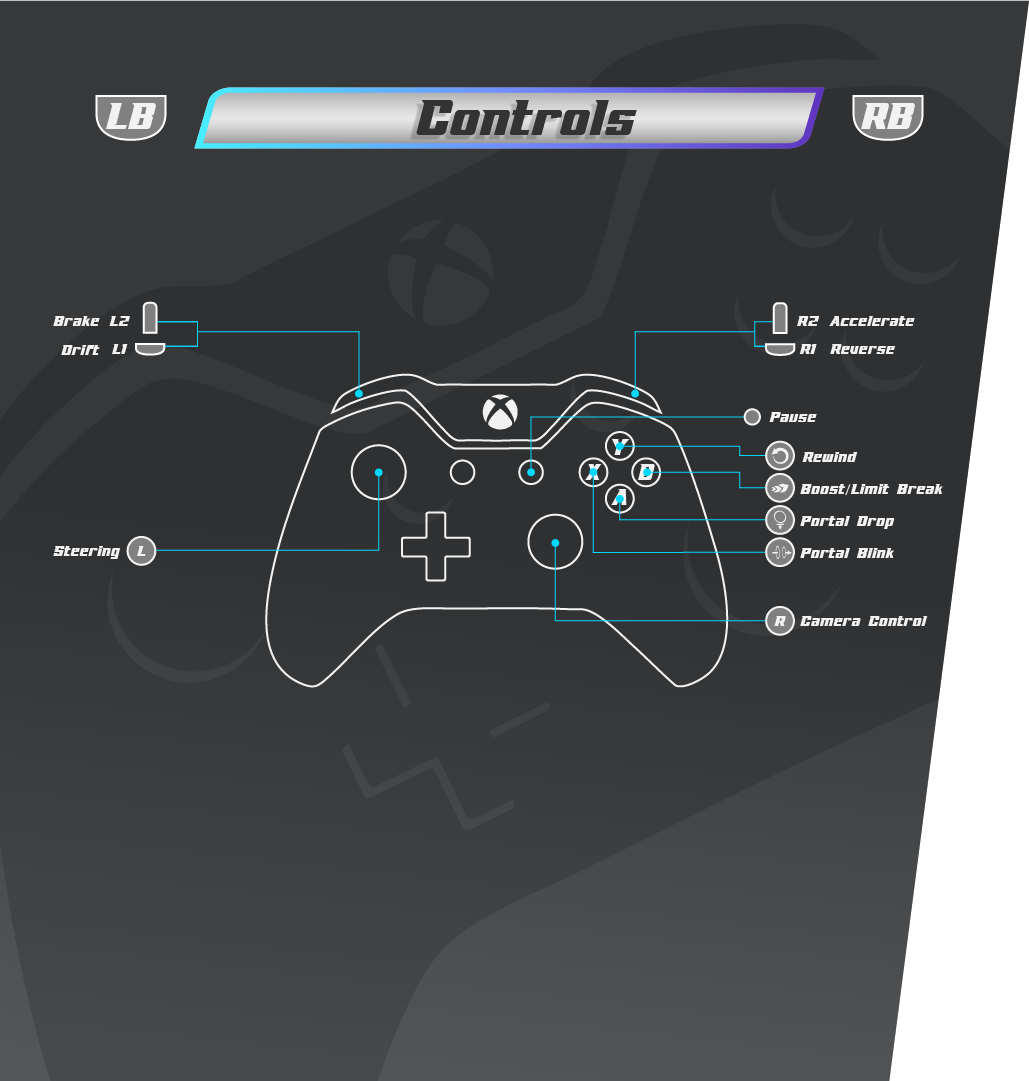 LB Controls RB
Brake L2
Drift L1
R2 Accelerate
R1 Reverse
Pause
Y
Rewind
X B
Boost/Limit Break
A
Portal Drop
Steering L
Portal Blink
R Camera Control